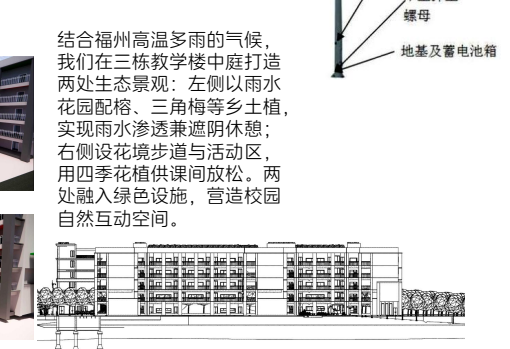 结合福州高温多雨的气候，
我们在三栋教学楼中庭打造
两处生态景观：左侧以雨水
花园配榕、三角梅等乡土植，
实现雨水渗透兼遮阴休憩；
右侧设花境步道与活动区，
用四季花植供课间放松。两
处融入绿色设施，营造校园
自然互动空间。
螺母
地基及蓄电池箱